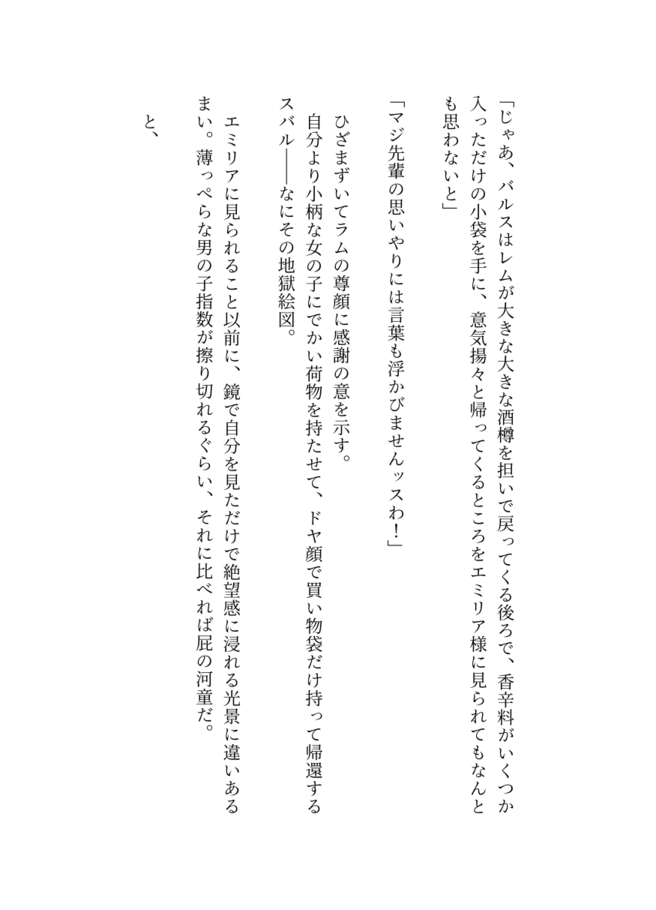 「じゃあ、バルスはレムが大きな大きな酒樽を担いで戻ってくる後ろで、香辛料がいくつか
入っただけの小袋を手に、意気揚々と帰ってくるところをエミリア様に見られてもなんと
も思わないと」
「マジ先輩の思いやりには言葉も浮かびませんッスわ！」
ひざまずいてラムの尊顔に感謝の意を示す。
自分より小柄な女の子にでかい荷物を持たせて、ドヤ顔で買い物袋だけ持って帰還する
スバル――なにその地獄絵図。
エミリアに見られること以前に、鏡で自分を見ただけで絶望感に浸れる光景に違いある
まい。薄っぺらな男の子指数が擦り切れるぐらい、それに比べれば屁の河童だ。
と、